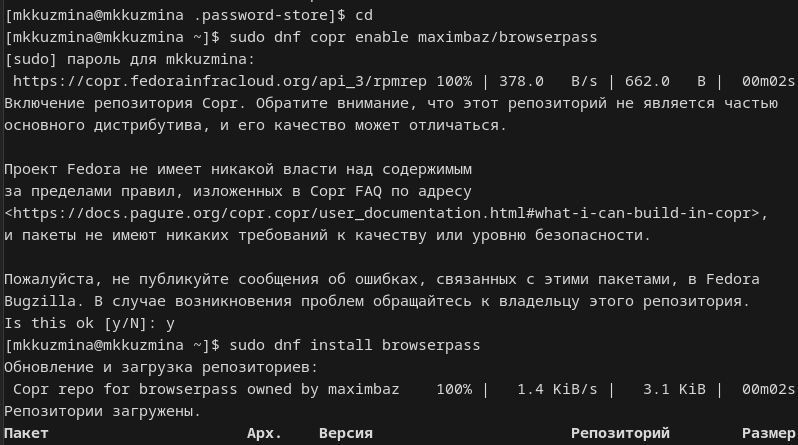 [mkkuzmina@mkkuzmina .password-store]$ cd
[mkkuzmina@mkkuzmina ~]$ sudo dnf copr enable maximbaz/browserpass
[sudo] пароль для mkkuzmina:
https://copr.fedorainfracloud.org/api_3/rpmrep 100% | 378.0   B/s | 662.0   B |  00m02s
Включение репозитория Copr. Обратите внимание, что этот репозиторий не является частью
основного дистрибутива, и его качество может отличаться.
Проект Fedora не имеет никакой власти над содержимым
за пределами правил, изложенных в Copr FAQ по адресу
<https://docs.pagure.org/copr.copr/user_documentation.html#what-i-can-build-in-copr>,
и пакеты не имеют никаких требований к качеству или уровню безопасности.
Пожалуйста, не публикуйте сообщения об ошибках, связанных с этими пакетами, в Fedora
Bugzilla. В случае возникновения проблем обращайтесь к владельцу этого репозитория.
Is this ok [y/N]: y
[mkkuzmina@mkkuzmina ~]$ sudo dnf install browserpass
Обновление и загрузка репозиториев:
Copr repo for browserpass owned by maximbaz    100% |   1.4 KiB/s |   3.1 KiB |  00m02s
Репозитории загружены.
Пакет                      Арх.    Версия                      Репозиторий        Размер